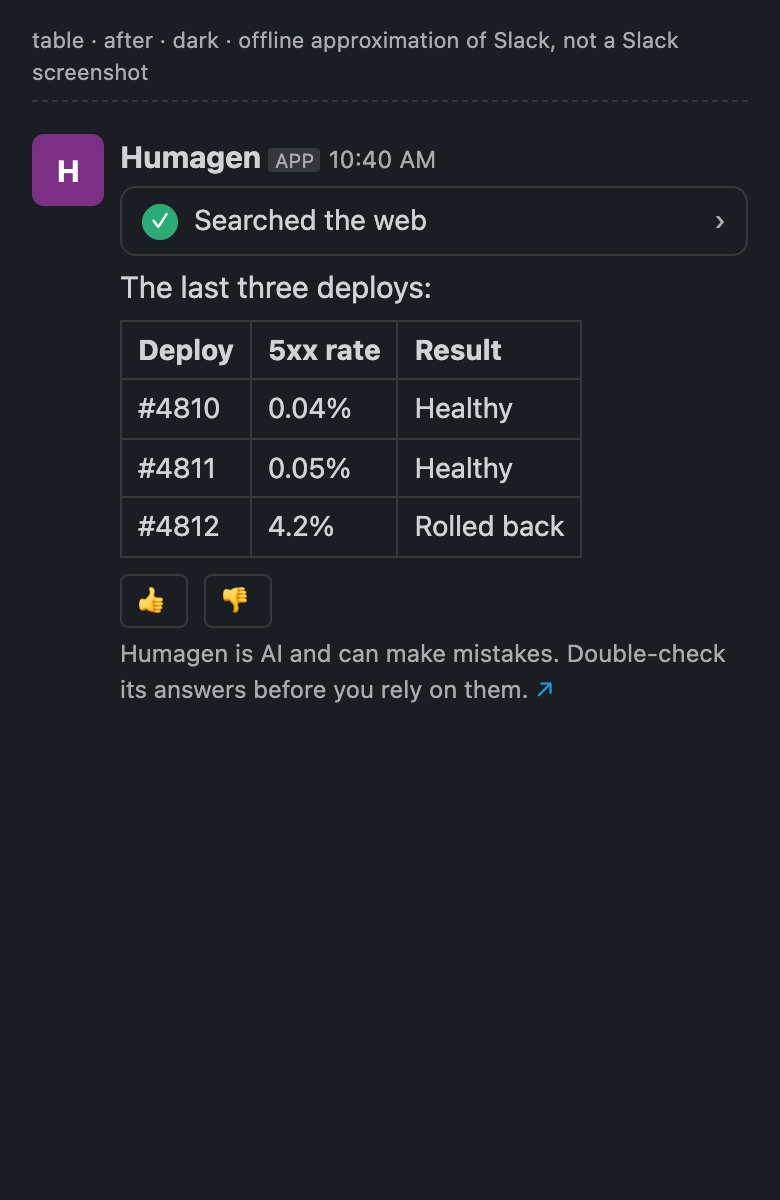 table · after · dark · offline approximation of Slack, not a Slack
screenshot
H
Humagen APP 10:40 AM
Searched the web ›
The last three deploys:
Deploy 5xx rate Result
#4810 0.04% Healthy
#4811 0.05% Healthy
#4812 4.2% Rolled back
Humagen is AI and can make mistakes. Double-check
its answers before you rely on them.